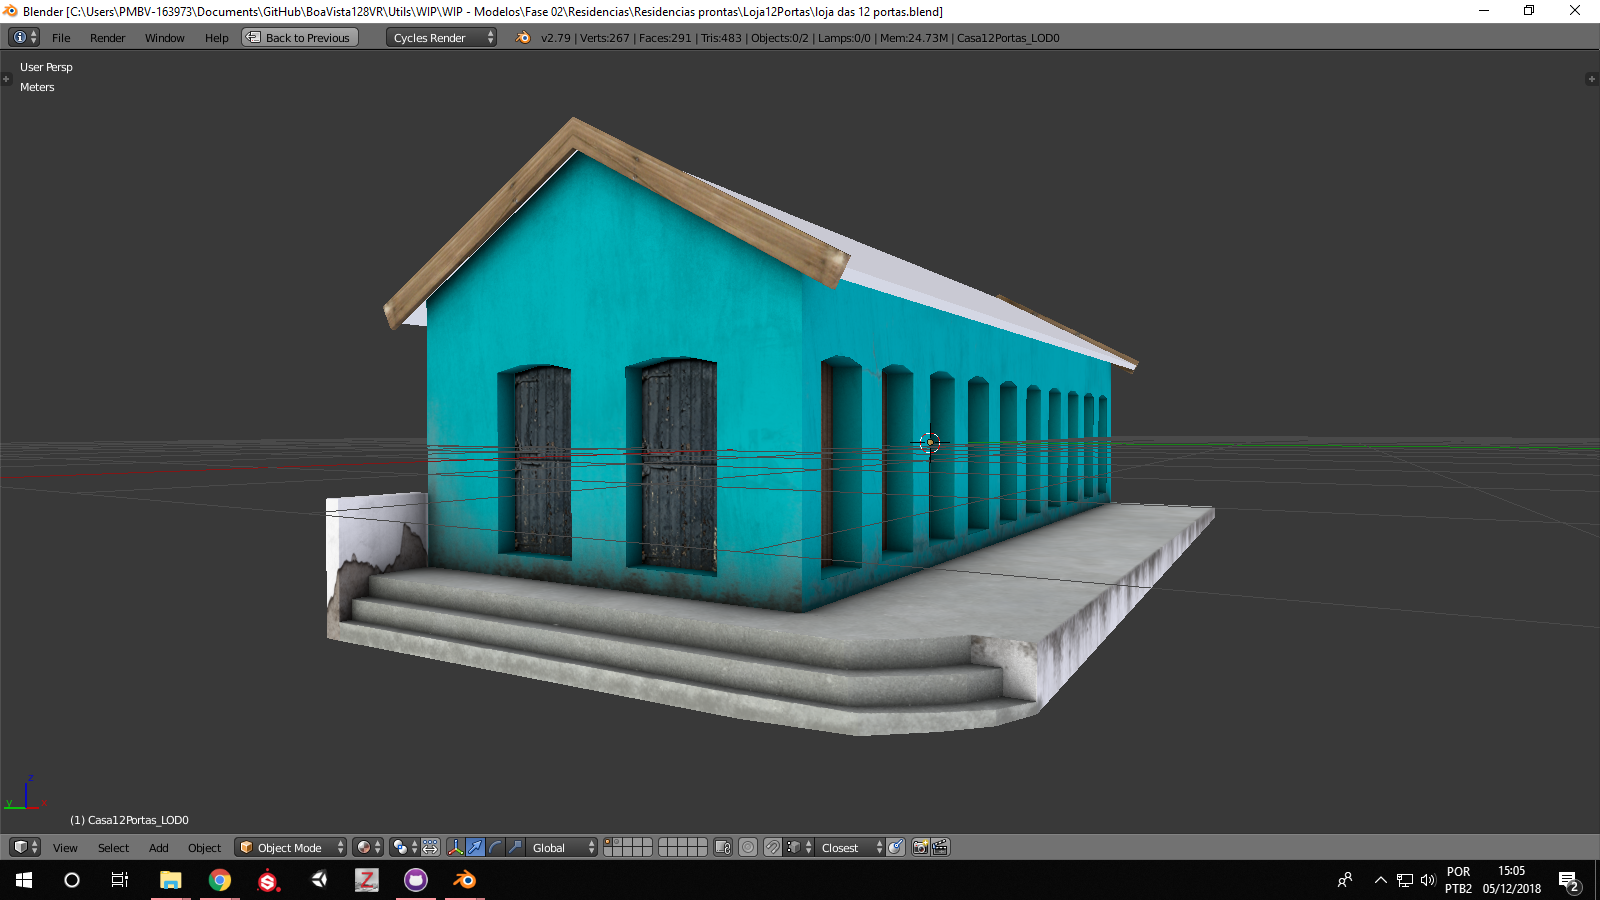 Blender [C:\Users\PMBV-163973\Documents\GitHub\BoaVista128VR\Utils\WIP\WIP - Modelos\Fase 02\Residencias\Residencias prontas\Loja12Portas\loja das 12 portas.blend]
File Render Window Help Back to Previous Cycles Render v2.79 | Verts:267 | Faces:291 | Tris:483 | Objects:0/2 | Lamps:0/0 | Mem:24.73M | Casa12Portas_LOD0
User Persp
Meters
z
y x
(1) Casa12Portas_LOD0
View Select Add Object Object Mode Global Closest
POR 15:05
PTB2 05/12/2018 2